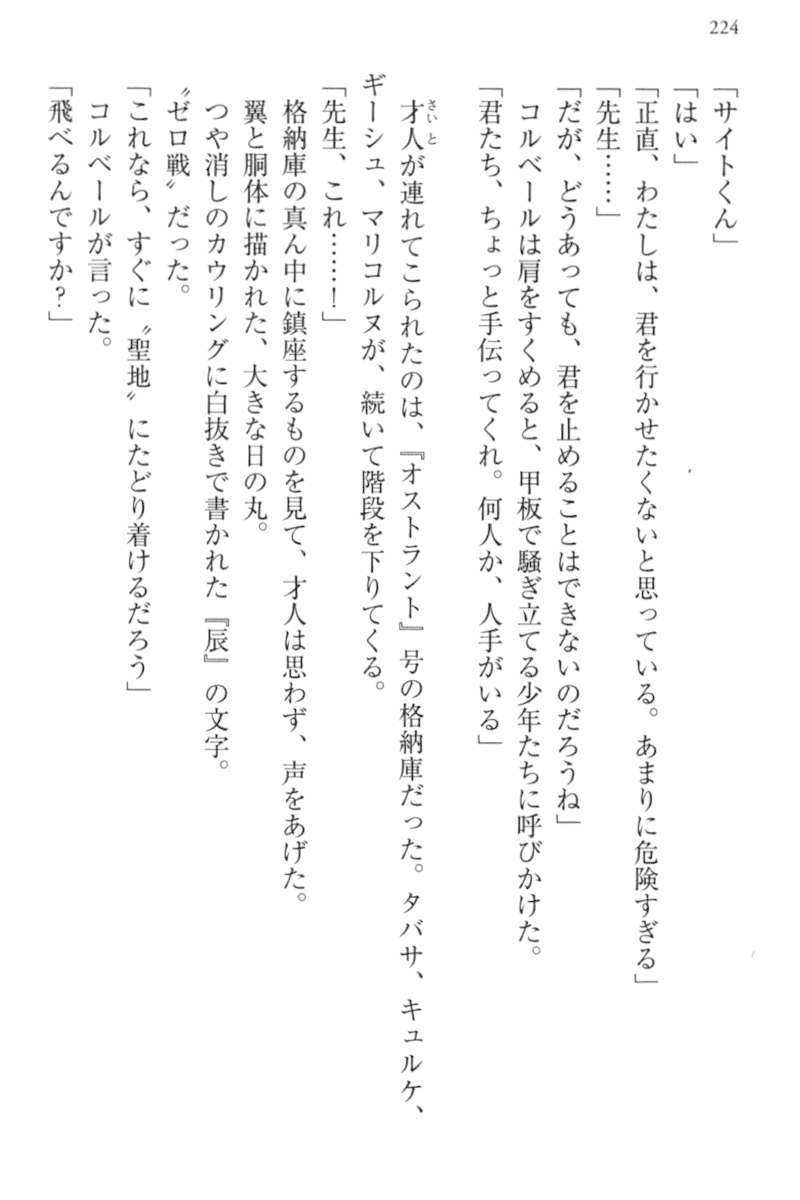 224
「サイトくん」
「はい」
「正直、わたしは、君を行かせたくないと思っている。あまりに危険すぎる」
「先生……」
「だが、どうあっても、君を止めることはできないのだろうね」
コルベールは肩をすくめると、甲板で騒ぎ立てる少年たちに呼びかけた。
「君たち、ちょっと手伝ってくれ。何人か、人手がいる」
才人が連れてこられたのは、『オストラント』号の格納庫だった。タバサ、キュルケ、
ギーシュ、マリコルヌが、続いて階段を下りてくる。
「先生、これ……！」
格納庫の真ん中に鎮座するものを見て、才人は思わず、声をあげた。
翼と胴体に描かれた、大きな日の丸。
つや消しのカウリングに白抜きで書かれた『辰』の文字。
〝ゼロ戦〟だった。
「これなら、すぐに〝聖地〟にたどり着けるだろう」
コルベールが言った。
「飛べるんですか？」